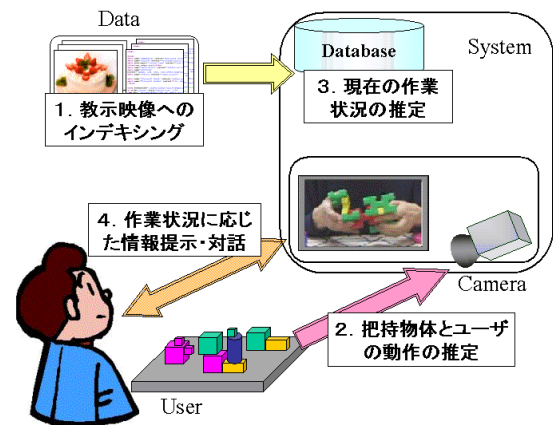 Data
Database
System
1. 教示映像への
インデキシング
3. 現在の作業
状況の推定
4. 作業状況に応じ
た情報提示・対話
Camera
2. 把持物体とユーザ
の動作の推定
User